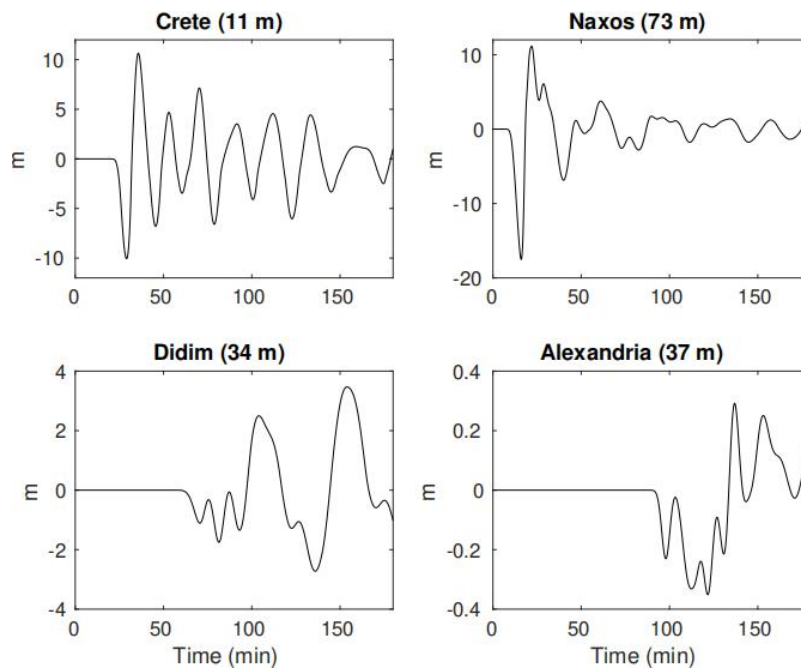 Crete (11 m)
10
5
0
-5
-10
m
0 50 100 150
Naxos (73 m)
10
0
-10
-20
m
0 50 100 150
Didim (34 m)
4
2
0
-2
-4
m
0 50 100 150
Time (min)
Alexandria (37 m)
0.4
0.2
0
-0.2
-0.4
m
0 50 100 150
Time (min)